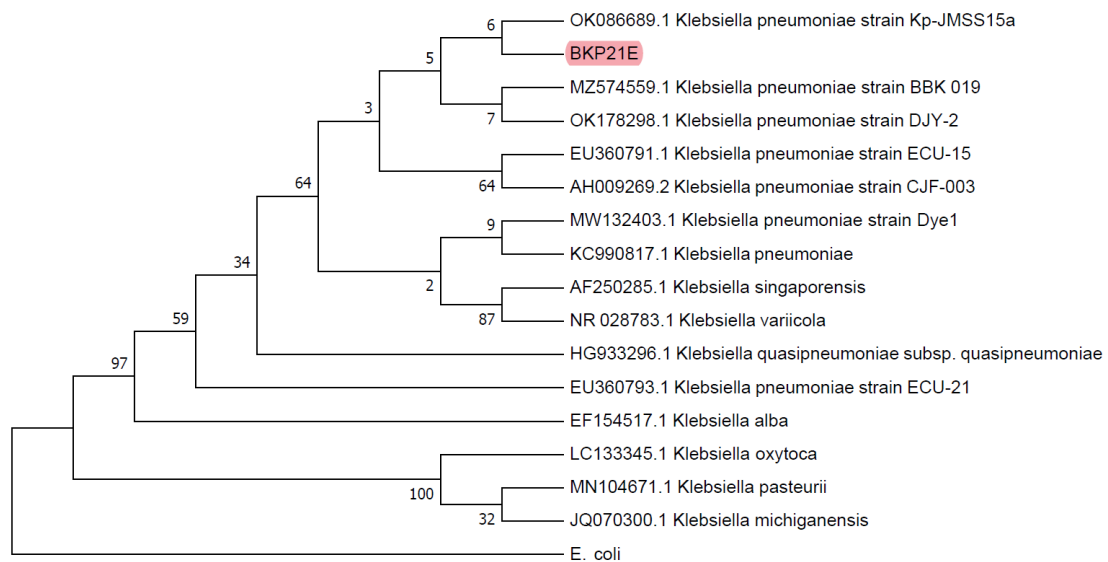 OK086689.1 Klebsiella pneumoniae strain Kp-JMSS15a
6
BKP21E
5
MZ574559.1 Klebsiella pneumoniae strain BBK 019
3
7
OK178298.1 Klebsiella pneumoniae strain DJY-2
EU360791.1 Klebsiella pneumoniae strain ECU-15
64
64
AH009269.2 Klebsiella pneumoniae strain CJF-003
MW132403.1 Klebsiella pneumoniae strain Dye1
9
KC990817.1 Klebsiella pneumoniae
34
2
AF250285.1 Klebsiella singaporensis
59
87
NR 028783.1 Klebsiella variicola
HG933296.1 Klebsiella quasipneumoniae subsp. quasipneumoniae
97
EU360793.1 Klebsiella pneumoniae strain ECU-21
EF154517.1 Klebsiella alba
LC133345.1 Klebsiella oxytoca
100
MN104671.1 Klebsiella pasteurii
32
JQ070300.1 Klebsiella michiganensis
E. coli